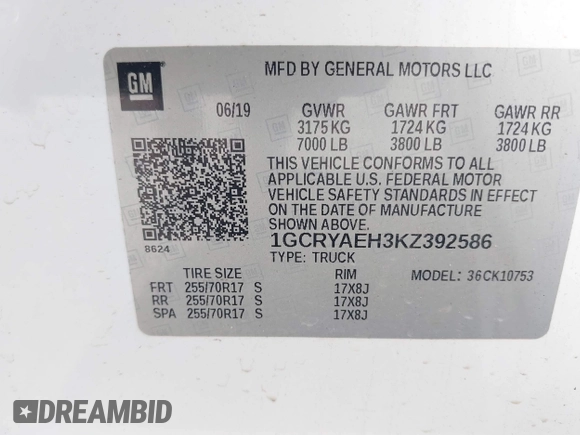 GM
MFD BY GENERAL MOTORS LLC
06/19 GVWR GAWR FRT GAWR RR
3175 KG 1724 KG 1724 KG
7000 LB 3800 LB 3800 LB
THIS VEHICLE CONFORMS TO ALL
APPLICABLE U.S. FEDERAL MOTOR
VEHICLE SAFETY STANDARDS IN EFFECT
ON THE DATE OF MANUFACTURE
SHOWN ABOVE.
8624
1GCRYAEH3KZ392586
TYPE: TRUCK MODEL: 36CK10753
TIRE SIZE RIM
FRT 255/70R17 S 17X8J
RR 255/70R17 S 17X8J
SPA 255/70R17 S 17X8J
DREAMBID